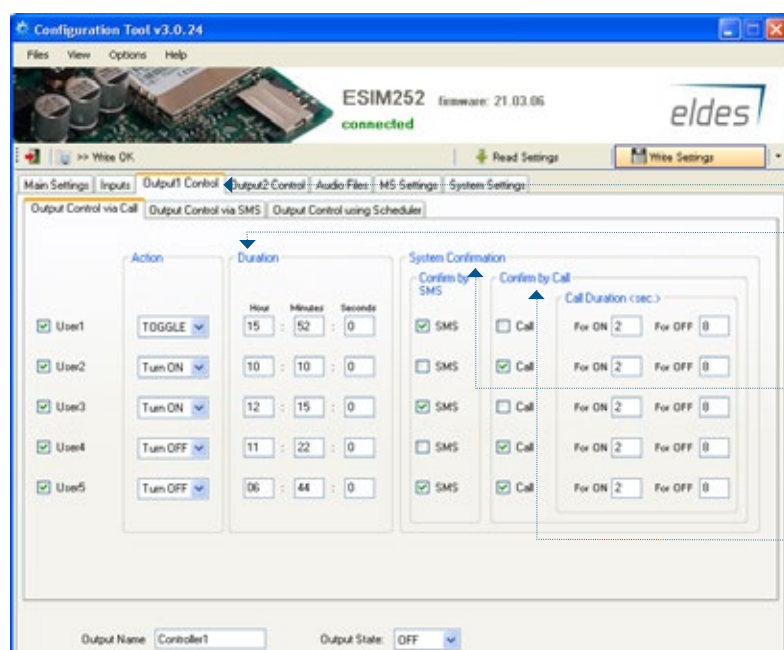 Configuration Tool v3.0.24
Files View Options Help
ESIM252 firmware: 21.03.06
connected
eldes
>> Write OK Read Settings Write Settings
Main Settings Inputs Output1 Control Output2 Control Audio Files MS Settings System Settings
Output Control via Call Output Control via SMS Output Control using Scheduler
Action Duration System Confirmation
Confirm by SMS Confirm by Call
Call Duration <sec.>
Hour Minutes Seconds
User1 TOGGLE 15 : 52 : 0 SMS Call For ON 2 For OFF 8
User2 Turn ON 10 : 10 : 0 SMS Call For ON 2 For OFF 8
User3 Turn ON 12 : 15 : 0 SMS Call For ON 2 For OFF 8
User4 Turn OFF 11 : 22 : 0 SMS Call For ON 2 For OFF 8
User5 Turn OFF 06 : 44 : 0 SMS Call For ON 2 For OFF 8
Output Name Controller1 Output State: OFF